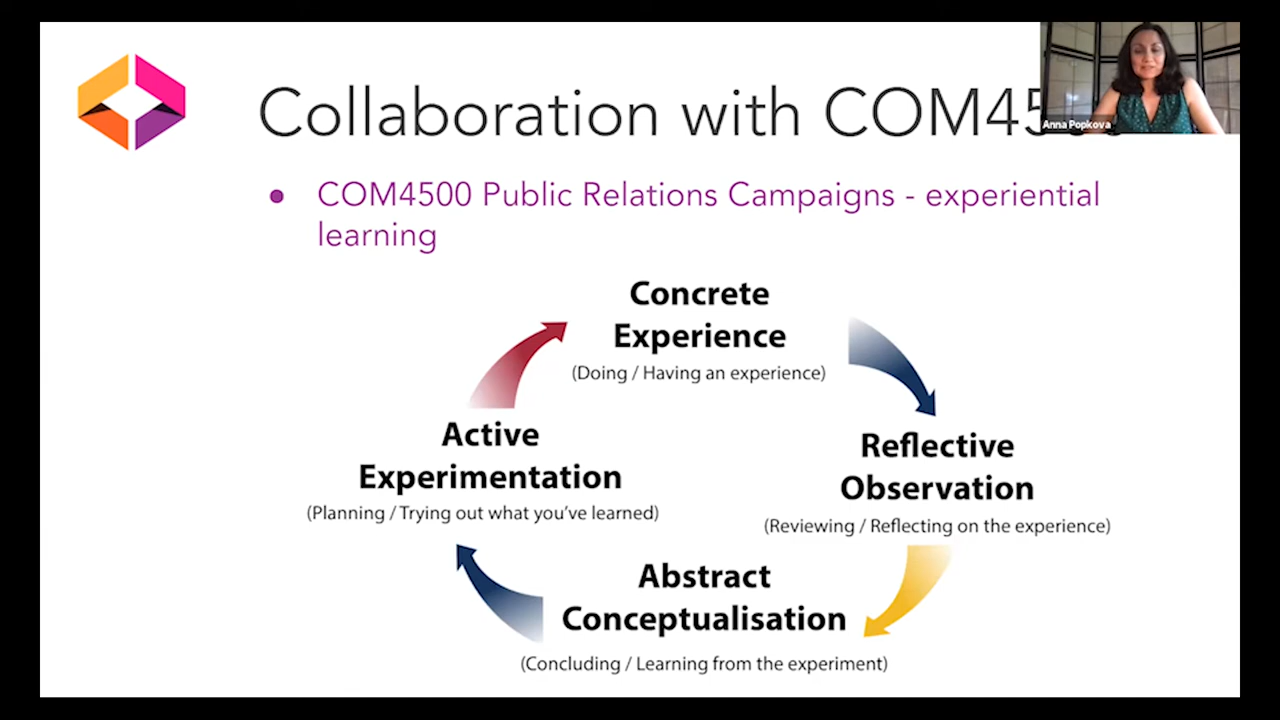 Collaboration with COM45
Anna Popkova
● COM4500 Public Relations Campaigns - experiential
learning
Concrete
Experience
(Doing / Having an experience)
Active
Experimentation
(Planning / Trying out what you've learned)
Reflective
Observation
(Reviewing / Reflecting on the experience)
Abstract
Conceptualisation
(Concluding / Learning from the experiment)